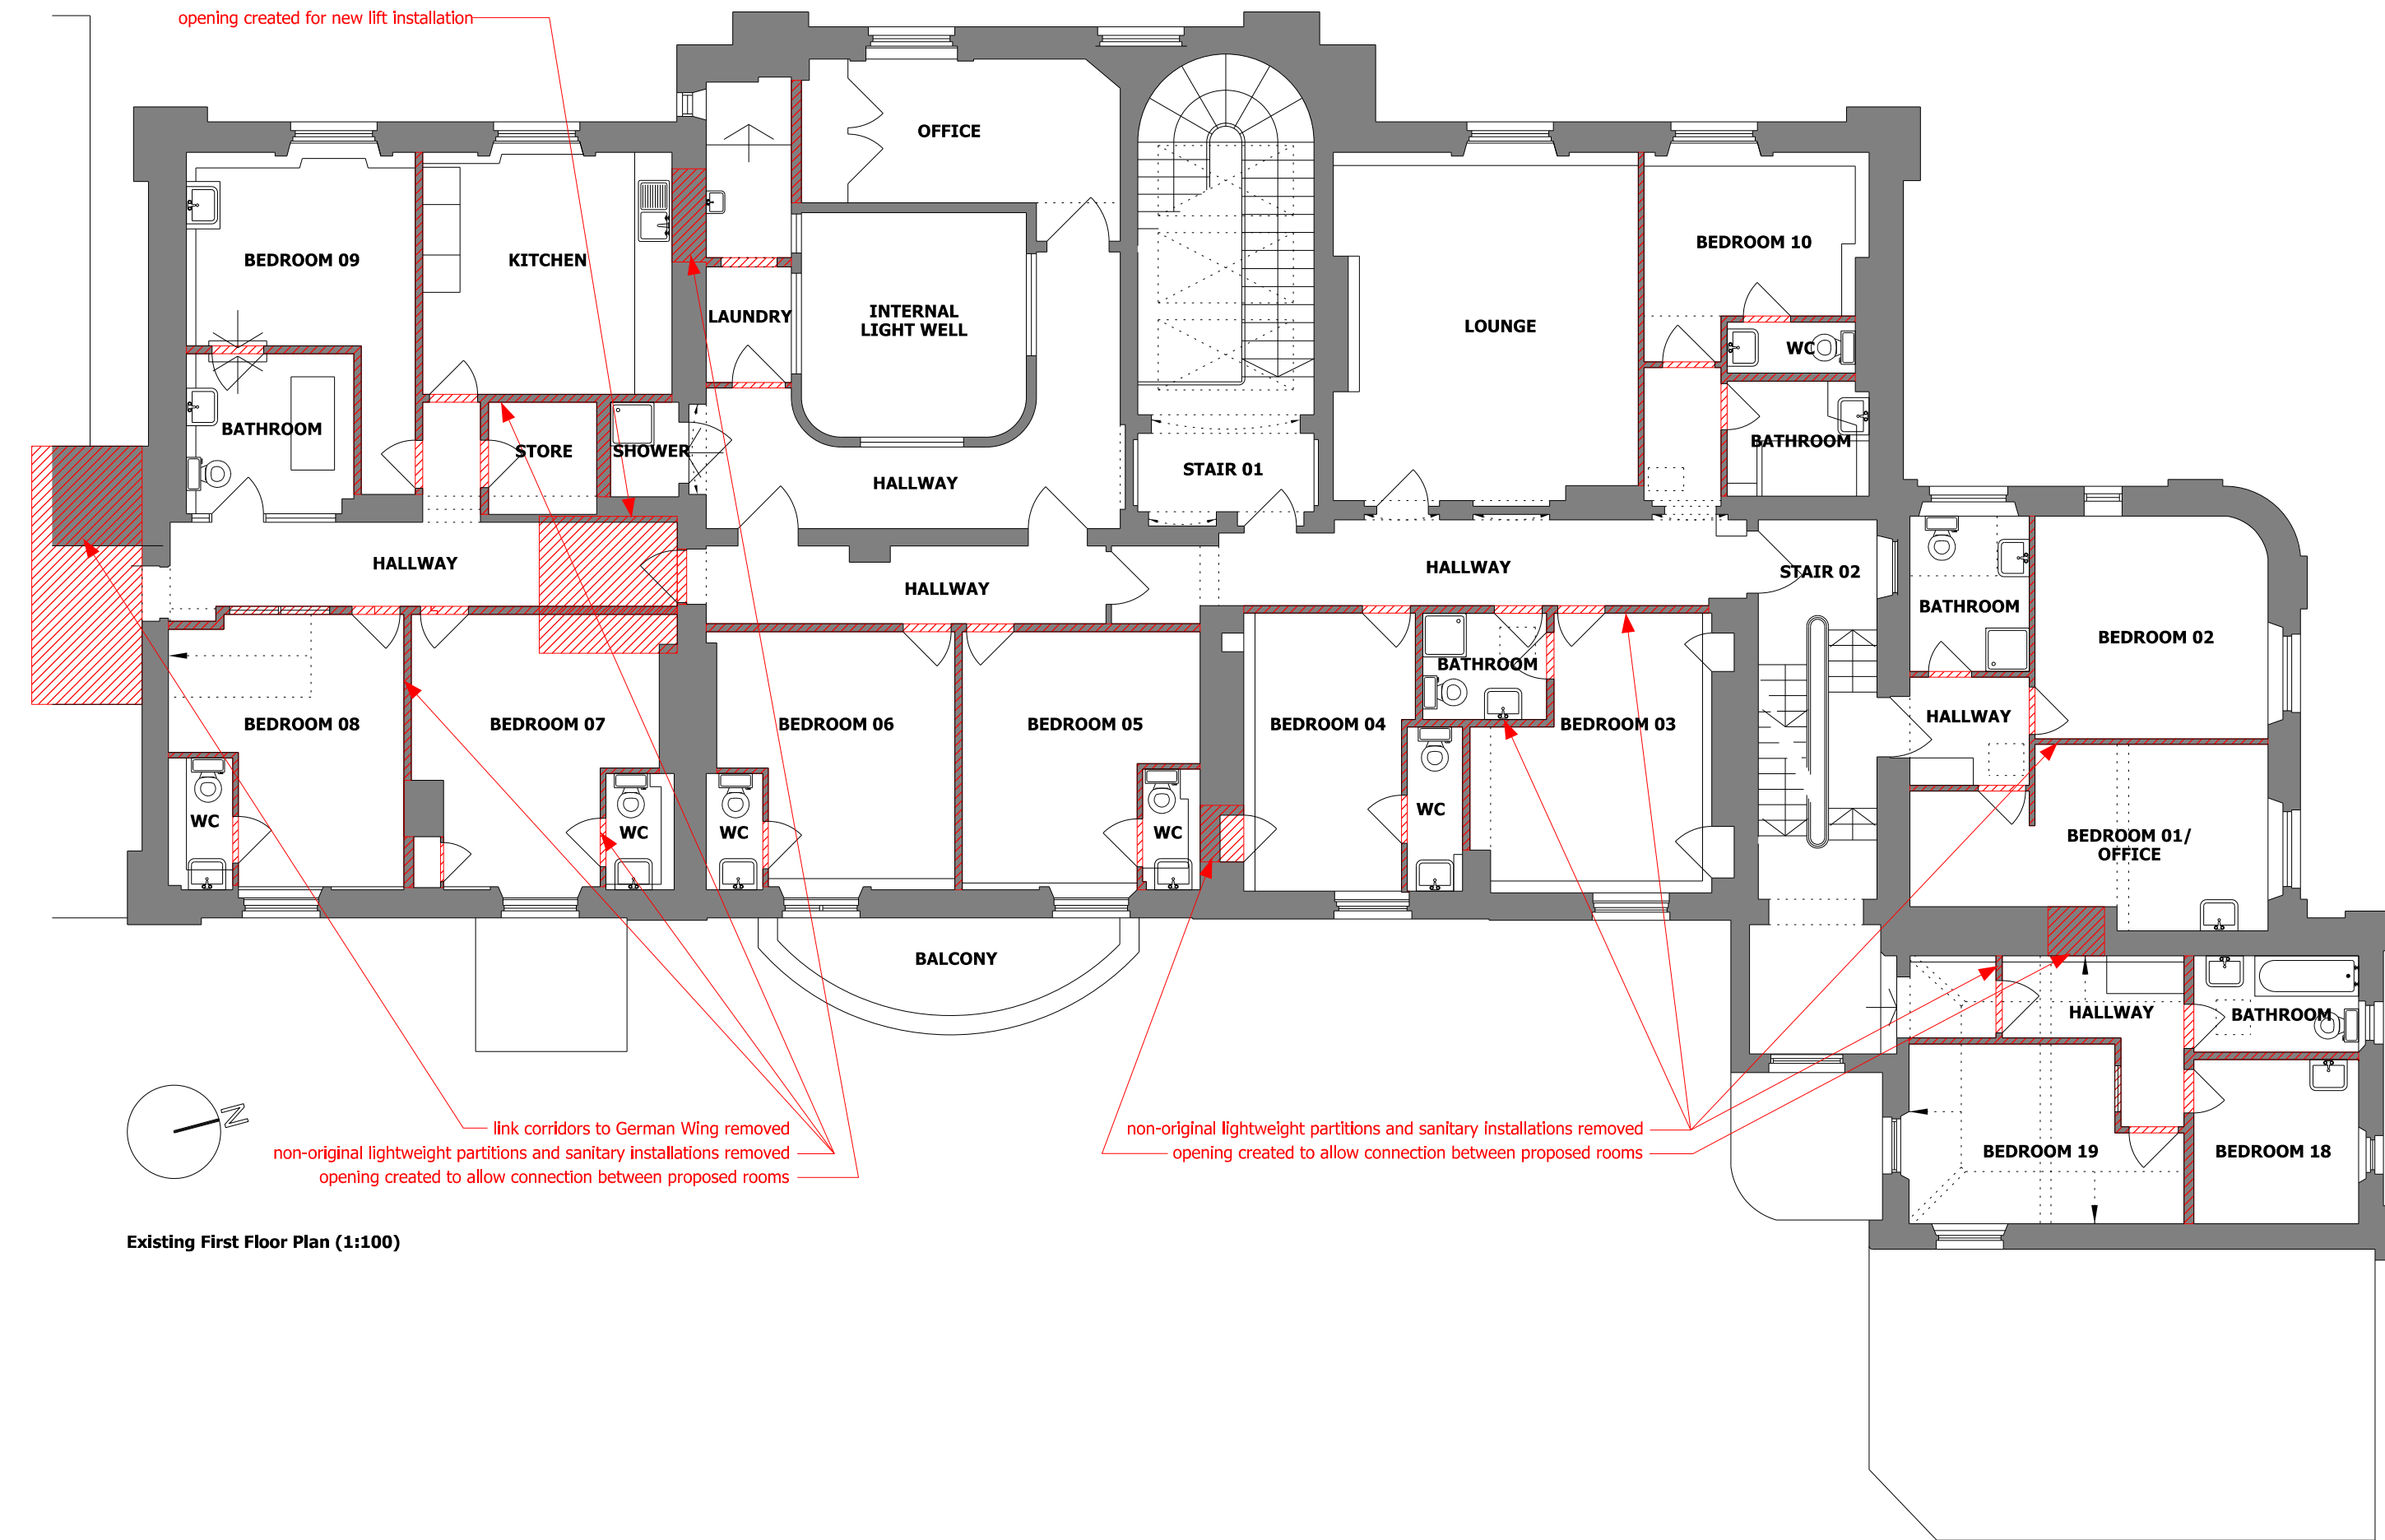 opening created for new lift installation
OFFICE
BEDROOM 09
KITCHEN
BEDROOM 10
LAUNDRY
INTERNAL
LIGHT WELL
LOUNGE
WC
BATHROOM
STORE
SHOWER
BATHROOM
STAIR 01
HALLWAY
HALLWAY
HALLWAY
HALLWAY
STAIR 02
BATHROOM
BEDROOM 02
BATHROOM
HALLWAY
BEDROOM 08
BEDROOM 07
BEDROOM 06
BEDROOM 05
BEDROOM 04
BEDROOM 03
WC
WC
WC
WC
WC
BEDROOM 01/
OFFICE
BALCONY
HALLWAY
BATHROOM
N
link corridors to German Wing removed
non-original lightweight partitions and sanitary installations removed
opening created to allow connection between proposed rooms
non-original lightweight partitions and sanitary installations removed
opening created to allow connection between proposed rooms
BEDROOM 19
BEDROOM 18
Existing First Floor Plan (1:100)